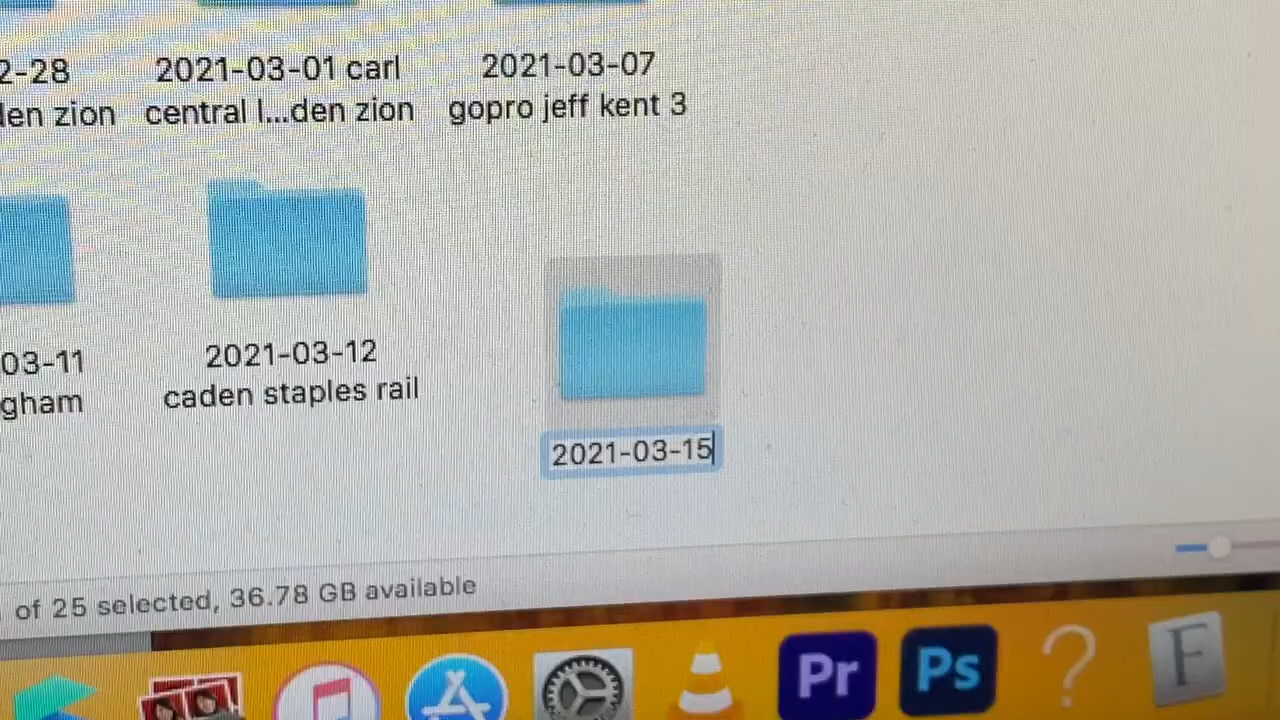 2-28
2021-03-01 carl
2021-03-07
den zion
central l...den zion
gopro jeff kent 3
03-11
gham
2021-03-12
caden staples rail
2021-03-15
of 25 selected, 36.78 GB available
Pr
Ps
?
F